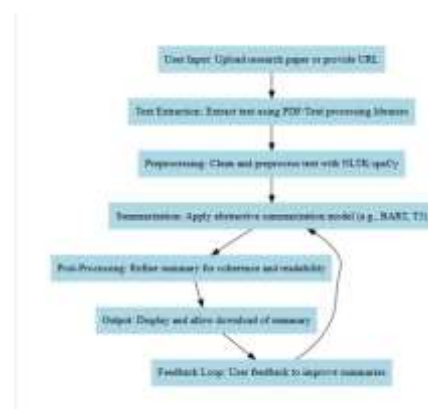 User Input: Upload research paper or provide URL
Text Extraction: Extract text using PDF/Text processing libraries
Preprocessing: Clean and preprocess text with NLTK/spaCy
Summarization: Apply abstractive summarization model (e.g., BART, T5)
Post-Processing: Refine summary for coherence and readability
Output: Display and allow download of summary
Feedback Loop: User feedback to improve summaries